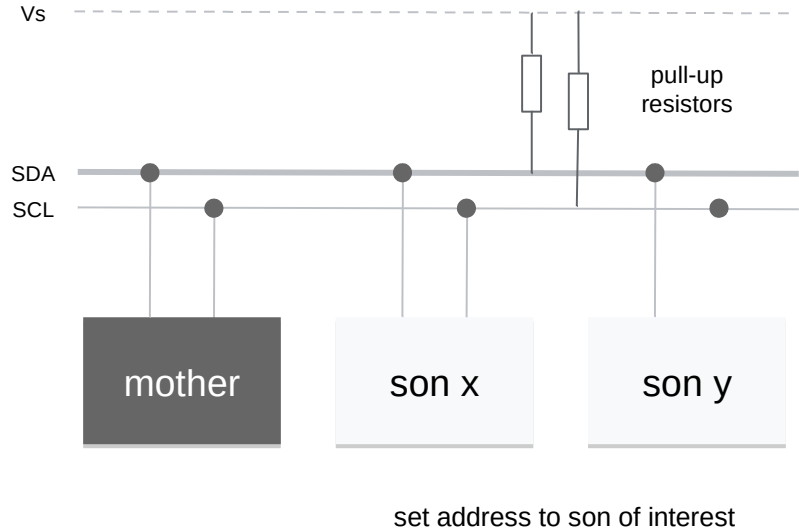 Vs
pull-up
resistors
SDA
SCL
mother
son x
son y
set address to son of interest